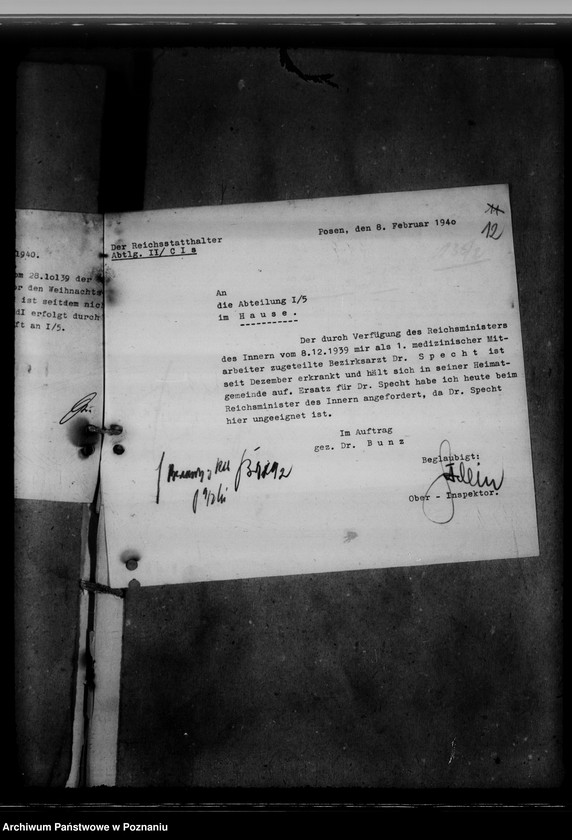 1940.
om 28.10139 der
or den Weihnachts
ist seitdem nic
dI erfolgt durch
ft an I/5.
Der Reichsstatthalter
Abtlg. II/ C I a
Posen, den 8. Februar 1940
12
An
die Abteilung I/5
im H a u s e .
Der durch Verfügung des Reichsministers
des Innern vom 8.12.1939 mir als 1. medizinischer Mit-
arbeiter zugeteilte Bezirksarzt Dr. S p e c h t ist
seit Dezember erkrankt und hält sich in seiner Heimat-
gemeinde auf. Ersatz für Dr. Specht habe ich heute beim
Reichsminister des Innern angefordert, da Dr. Specht
hier ungeeignet ist.
Im Auftrag
gez. Dr. B u n z
Beglaubigt:
Ober - Inspektor.
Archiwum Państwowe w Poznaniu